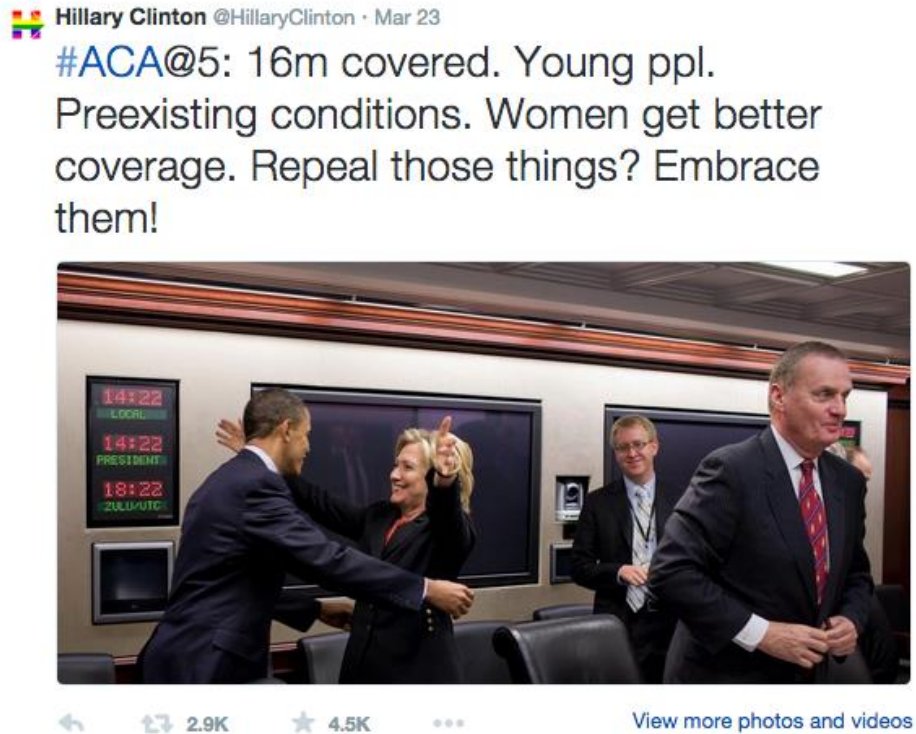 Hillary Clinton @HillaryClinton · Mar 23
#ACA@5: 16m covered. Young ppl.
Preexisting conditions. Women get better
coverage. Repeal those things? Embrace
them!
14:22
LOCAL
14:22
PRESIDENT
18:22
ZULU/UTC
2.9K 4.5K View more photos and videos